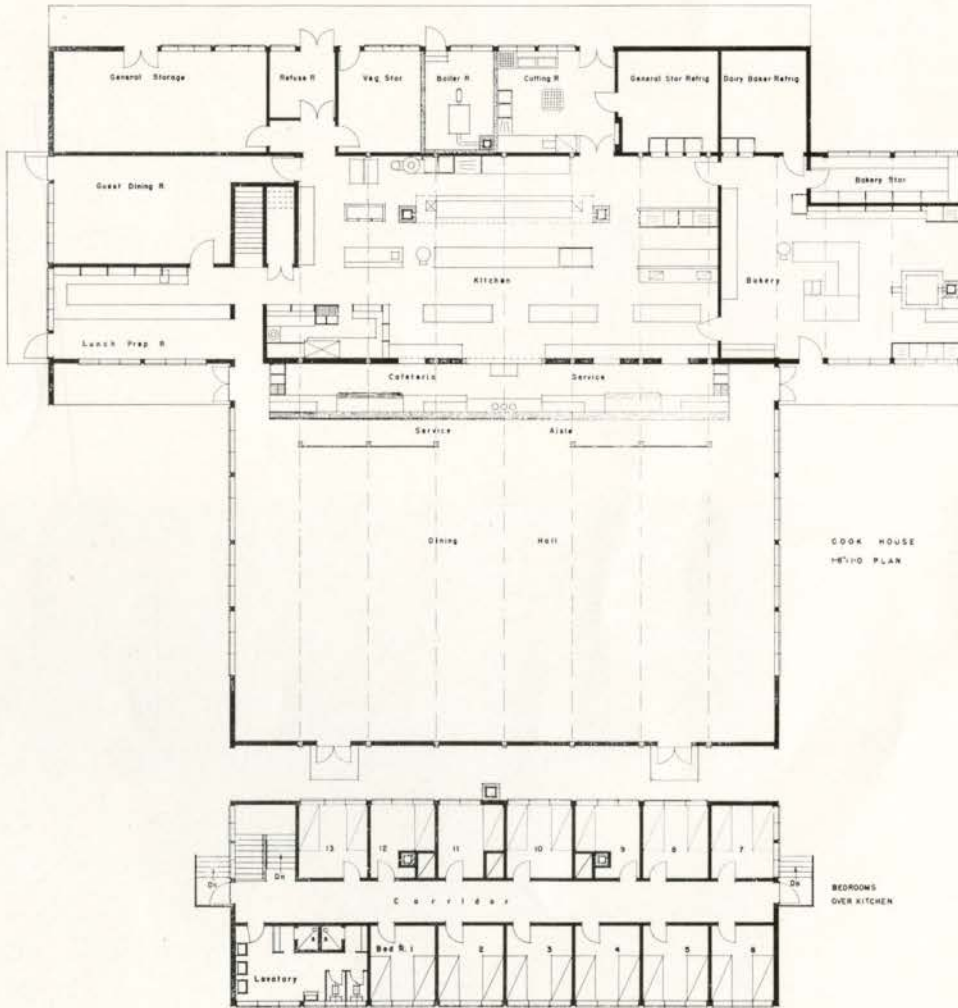 General Storage
Refuse R
Veg Stor
Boiler R.
Cutting R
General Stor Refrig
Dairy Baker Refrig
Guest Dining R.
Bakery Stor
Kitchen
Bakery
Lunch Prep R
Cafeteria Service
Service Aisle
Dining Hall
COOK HOUSE
PLAN
13
12
11
10
9
8
7
Dn
Dn
Dn
BEDROOMS
OVER KITCHEN
Corridor
Bed R. 1
2
3
4
5
6
Lavatory